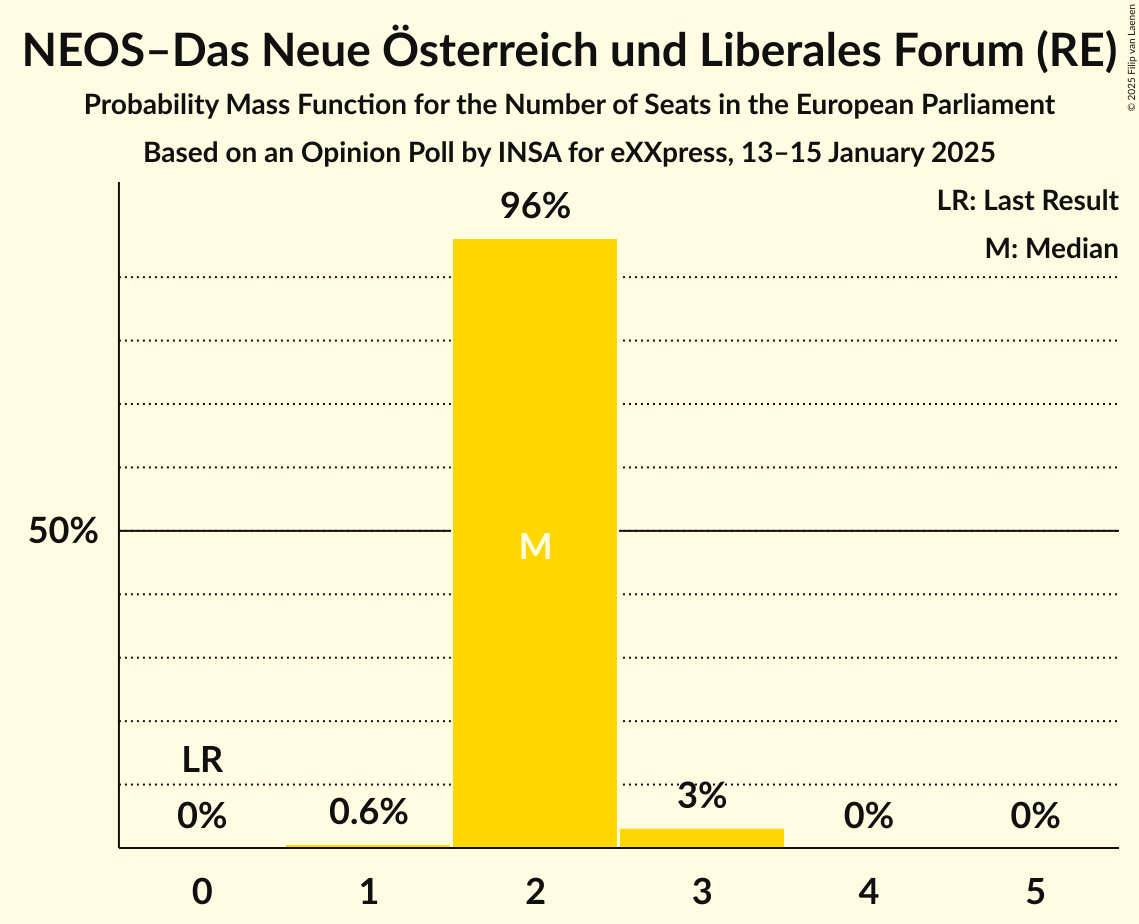 NEOS–Das Neue Österreich und Liberales Forum (RE)
Probability Mass Function for the Number of Seats in the European Parliament
Based on an Opinion Poll by INSA for eXXpress, 13–15 January 2025
© 2025 Filip van Laenen
LR: Last Result
M: Median
96%
50%
M
LR
0%
0.6%
3%
0%
0%
0
1
2
3
4
5